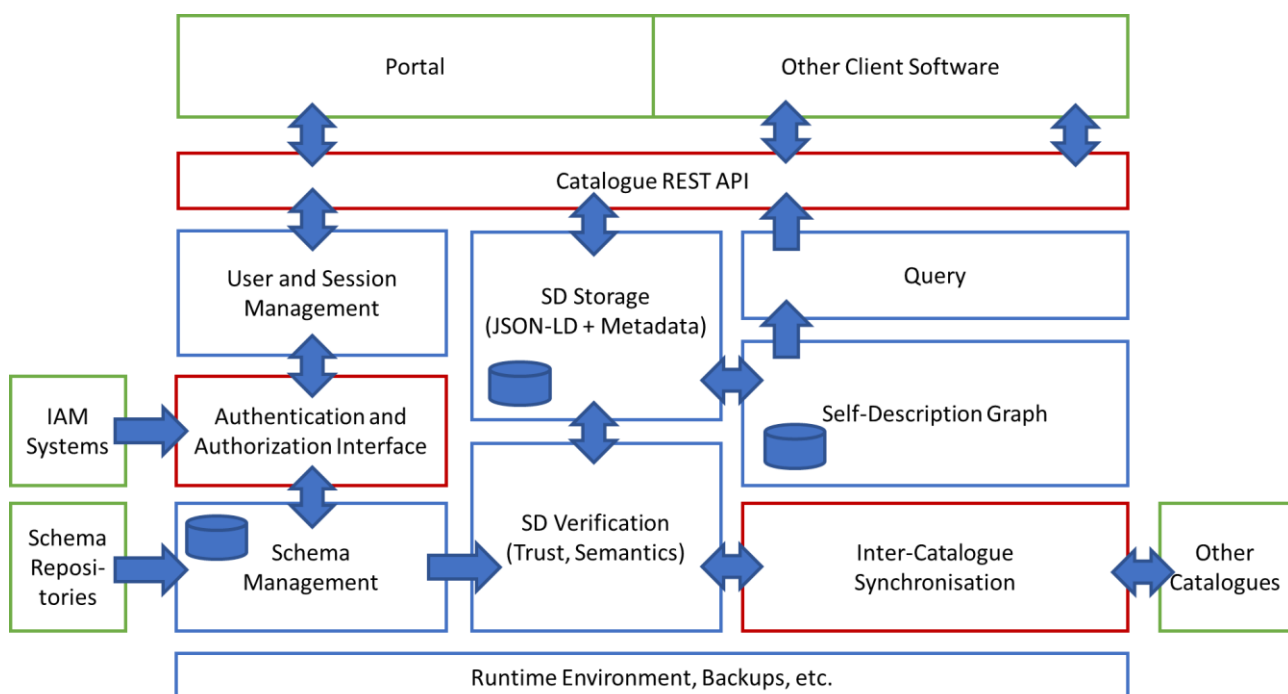 Portal
Other Client Software
Catalogue REST API
User and Session
Management
SD Storage
(JSON-LD + Metadata)
Query
IAM
Systems
Authentication and
Authorization Interface
Self-Description Graph
Schema
Reposi-
tories
Schema
Management
SD Verification
(Trust, Semantics)
Inter-Catalogue
Synchronisation
Other
Catalogues
Runtime Environment, Backups, etc.